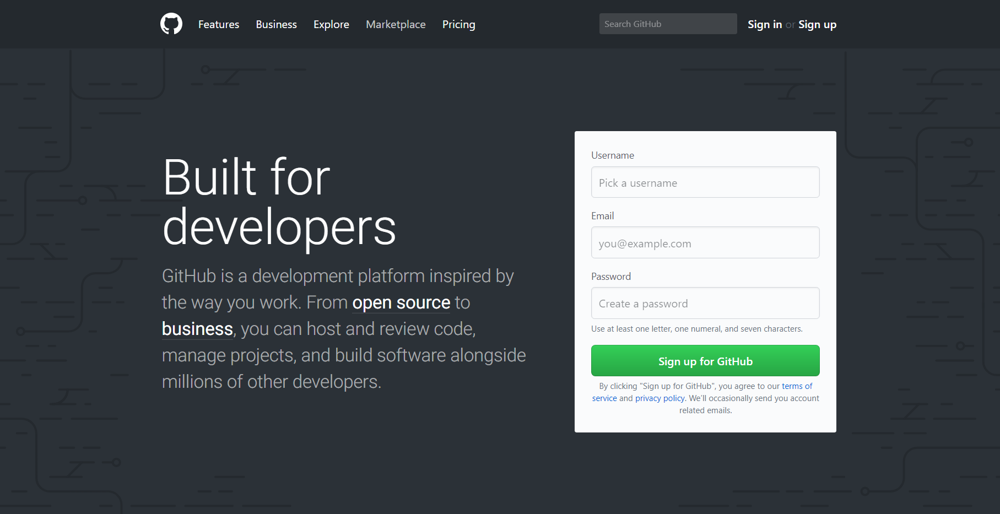 Features Business Explore Marketplace Pricing Search GitHub Sign in or Sign up
Built for
developers
GitHub is a development platform inspired by
the way you work. From open source to
business, you can host and review code,
manage projects, and build software alongside
millions of other developers.
Username
Pick a username
Email
you@example.com
Password
Create a password
Use at least one letter, one numeral, and seven characters.
Sign up for GitHub
By clicking "Sign up for GitHub", you agree to our terms of
service and privacy policy. We’ll occasionally send you account
related emails.